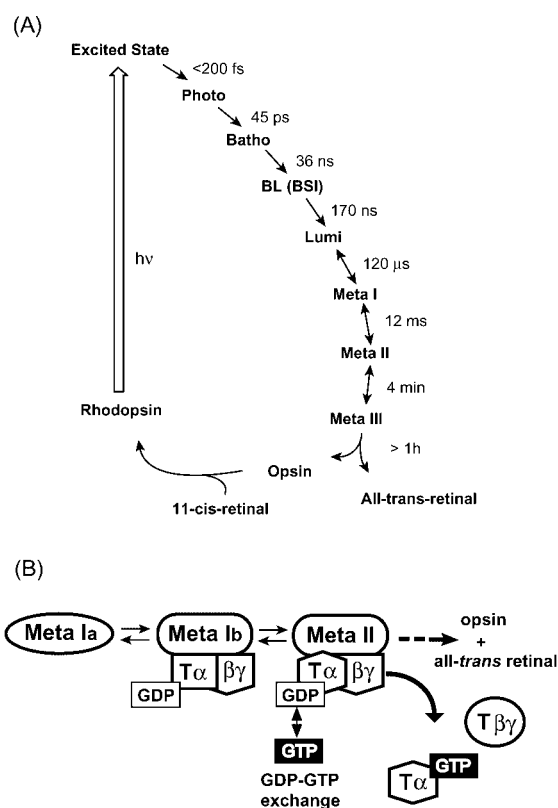 (A)
Excited State
<200 fs
Photo
45 ps
Batho
36 ns
BL (BSI)
170 ns
Lumi
120 μs
Meta I
12 ms
Meta II
4 min
Meta III
> 1h
hν
Rhodopsin
Opsin
11-cis-retinal
All-trans-retinal
(B)
Meta Ia
Meta Ib
Meta II
opsin
+
all-trans retinal
Tα
βγ
GDP
Tα
βγ
GDP
GTP
GDP-GTP
exchange
T βγ
Tα
GTP